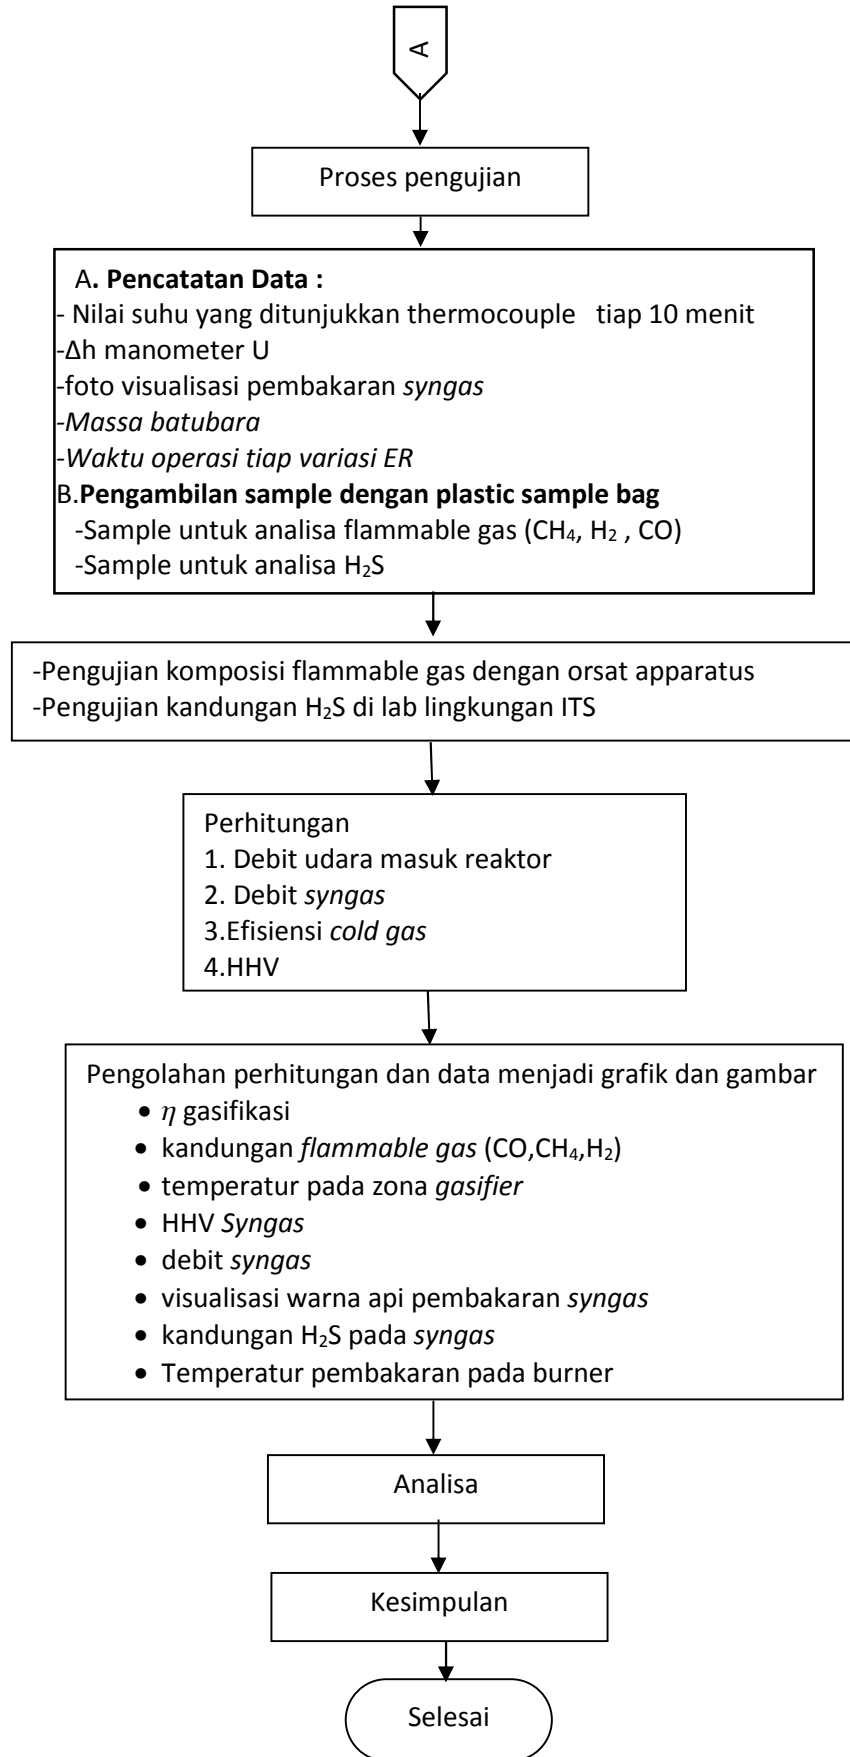 A
Proses pengujian
A. Pencatatan Data :
- Nilai suhu yang ditunjukkan thermocouple   tiap 10 menit
-Δh manometer U
-foto visualisasi pembakaran syngas
-Massa batubara
-Waktu operasi tiap variasi ER
B.Pengambilan sample dengan plastic sample bag
-Sample untuk analisa flammable gas (CH₄, H₂ , CO)
-Sample untuk analisa H₂S
-Pengujian komposisi flammable gas dengan orsat apparatus
-Pengujian kandungan H₂S di lab lingkungan ITS
Perhitungan
1. Debit udara masuk reaktor
2. Debit syngas
3.Efisiensi cold gas
4.HHV
Pengolahan perhitungan dan data menjadi grafik dan gambar
• η gasifikasi
• kandungan flammable gas (CO,CH₄,H₂)
• temperatur pada zona gasifier
• HHV Syngas
• debit syngas
• visualisasi warna api pembakaran syngas
• kandungan H₂S pada syngas
• Temperatur pembakaran pada burner
Analisa
Kesimpulan
Selesai